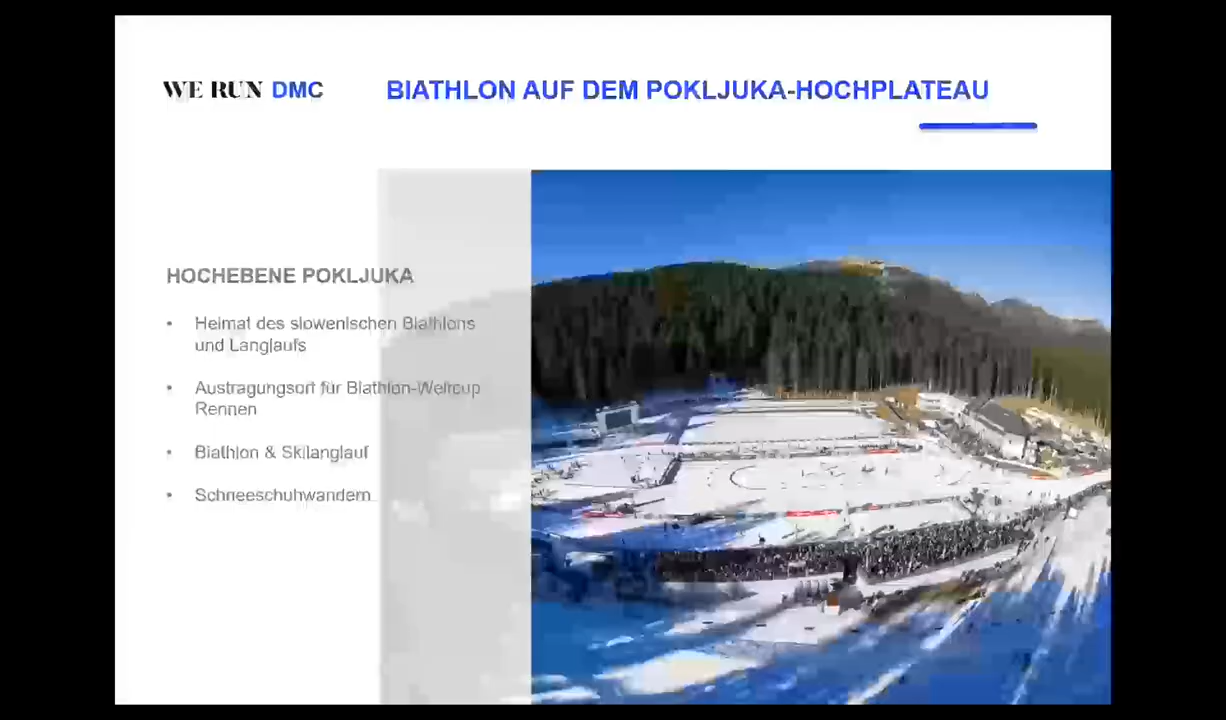 WE RUN DMC
BIATHLON AUF DEM POKLJUKA-HOCHPLATEAU
HOCHEBENE POKLJUKA
• Heimat des slowenischen Biathlons
und Langlaufs
• Austragungsort für Biathlon-Weltcup
Rennen
• Biathlon & Skilanglauf
• Schneeschuhwandern